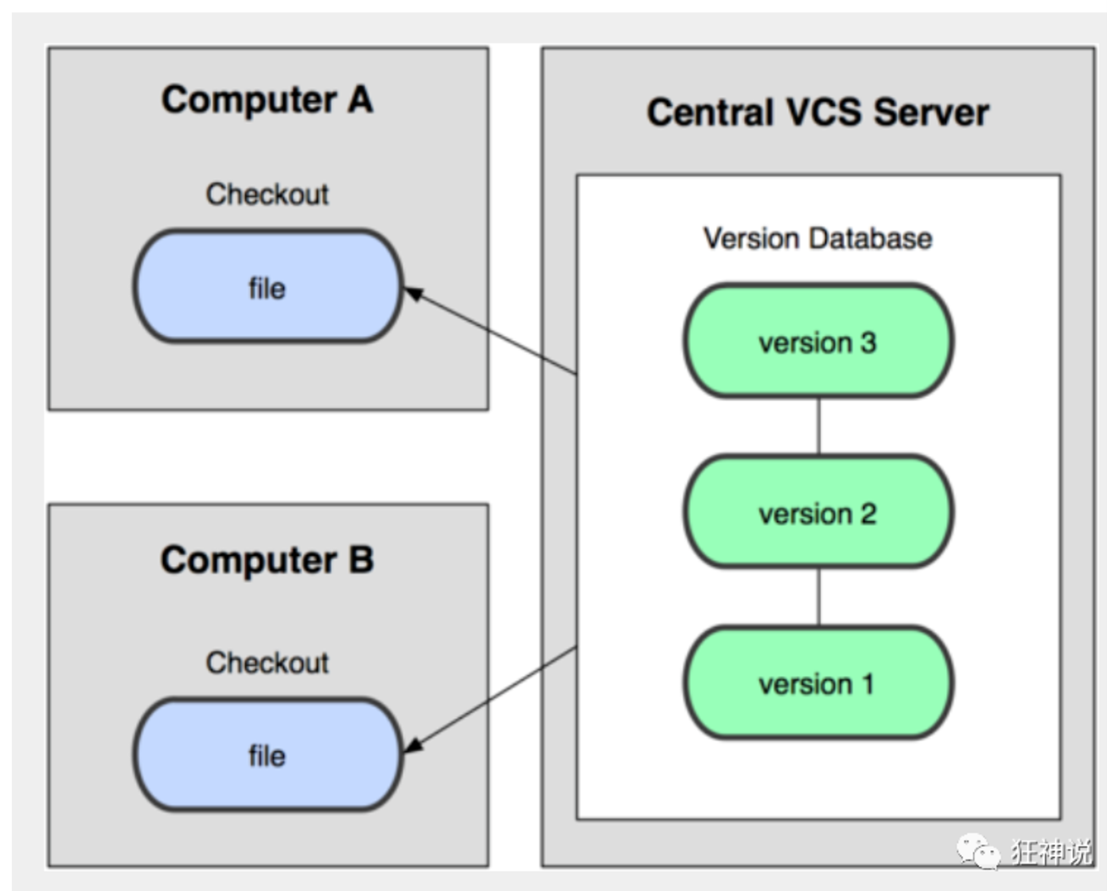 Computer A
Checkout
file
Computer B
Checkout
file
Central VCS Server
Version Database
version 3
version 2
version 1
狂神说